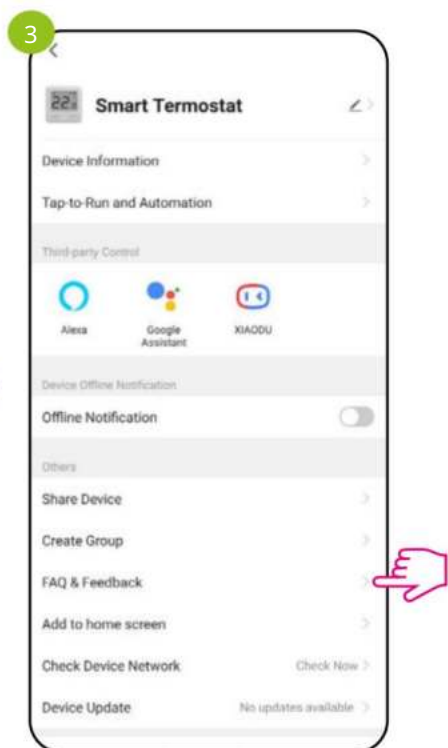 3
22
Smart Termostat
Device Information
Tap-to-Run and Automation
Third-party Control
Alexa
Google
Assistant
XIAODU
Device Offline Notification
Offline Notification
Others
Share Device
Create Group
FAQ & Feedback
Add to home screen
Check Device Network Check Now
Device Update No updates available